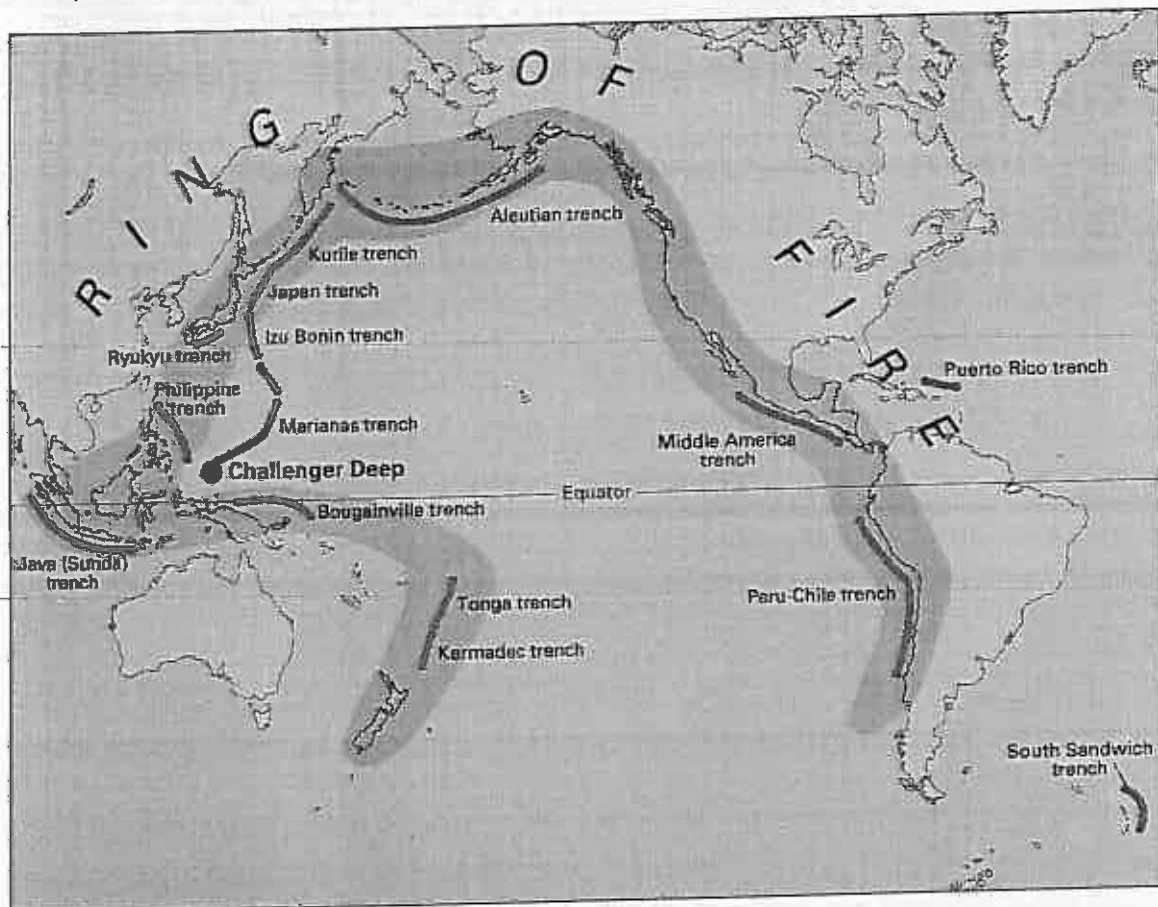 RING OF FIRE
Aleutian trench
Kurile trench
Japan trench
Izu Bonin trench
Ryukyu trench
Philippine
trench
Puerto Rico trench
Marianas trench
Middle America
trench
Challenger Deep
Equator
Bougainville trench
Java (Sunda)
trench
Tonga trench
Peru-Chile trench
Kermadec trench
South Sandwich
trench